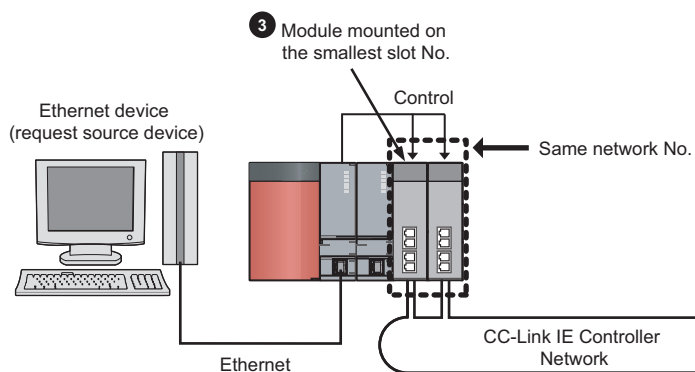 3 Module mounted on
the smallest slot No.
Control
Ethernet device
(request source device)
Same network No.
CC-Link IE Controller
Network
Ethernet